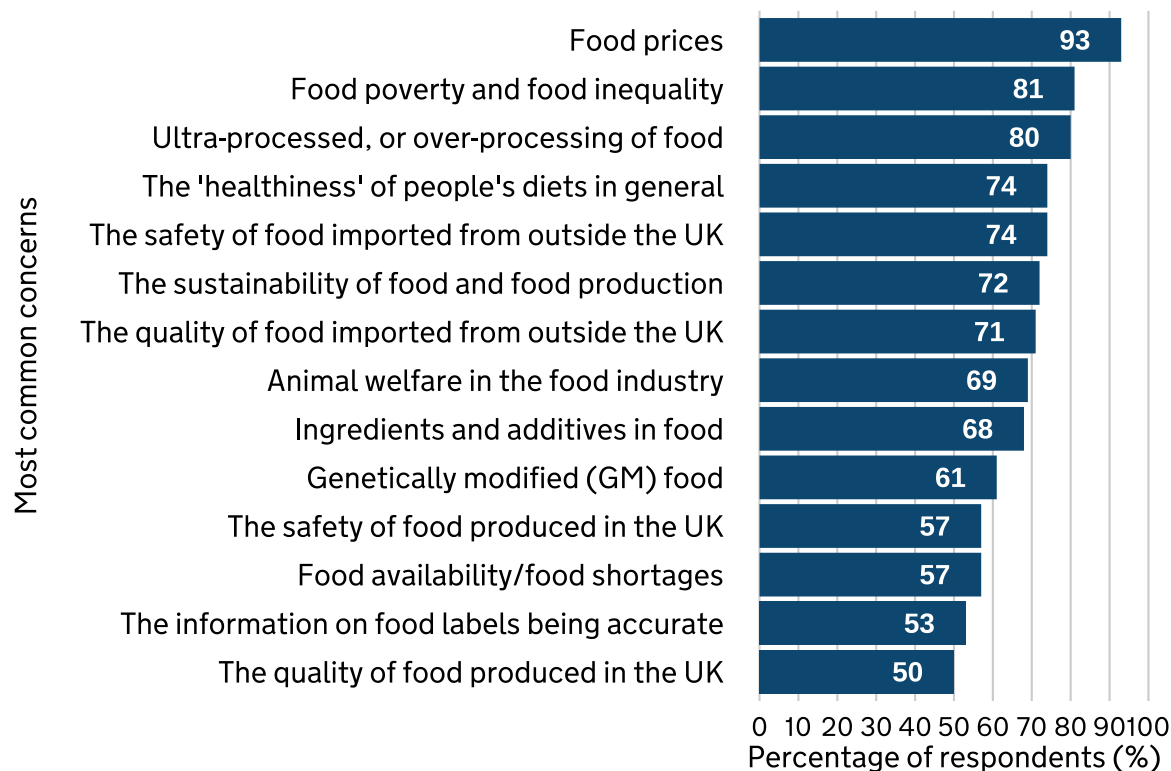 Food prices 93
Food poverty and food inequality 81
Ultra-processed, or over-processing of food 80
The 'healthiness' of people's diets in general 74
The safety of food imported from outside the UK 74
The sustainability of food and food production 72
The quality of food imported from outside the UK 71
Animal welfare in the food industry 69
Ingredients and additives in food 68
Genetically modified (GM) food 61
The safety of food produced in the UK 57
Food availability/food shortages 57
The information on food labels being accurate 53
The quality of food produced in the UK 50
Most common concerns
0 10 20 30 40 50 60 70 80 90 100
Percentage of respondents (%)